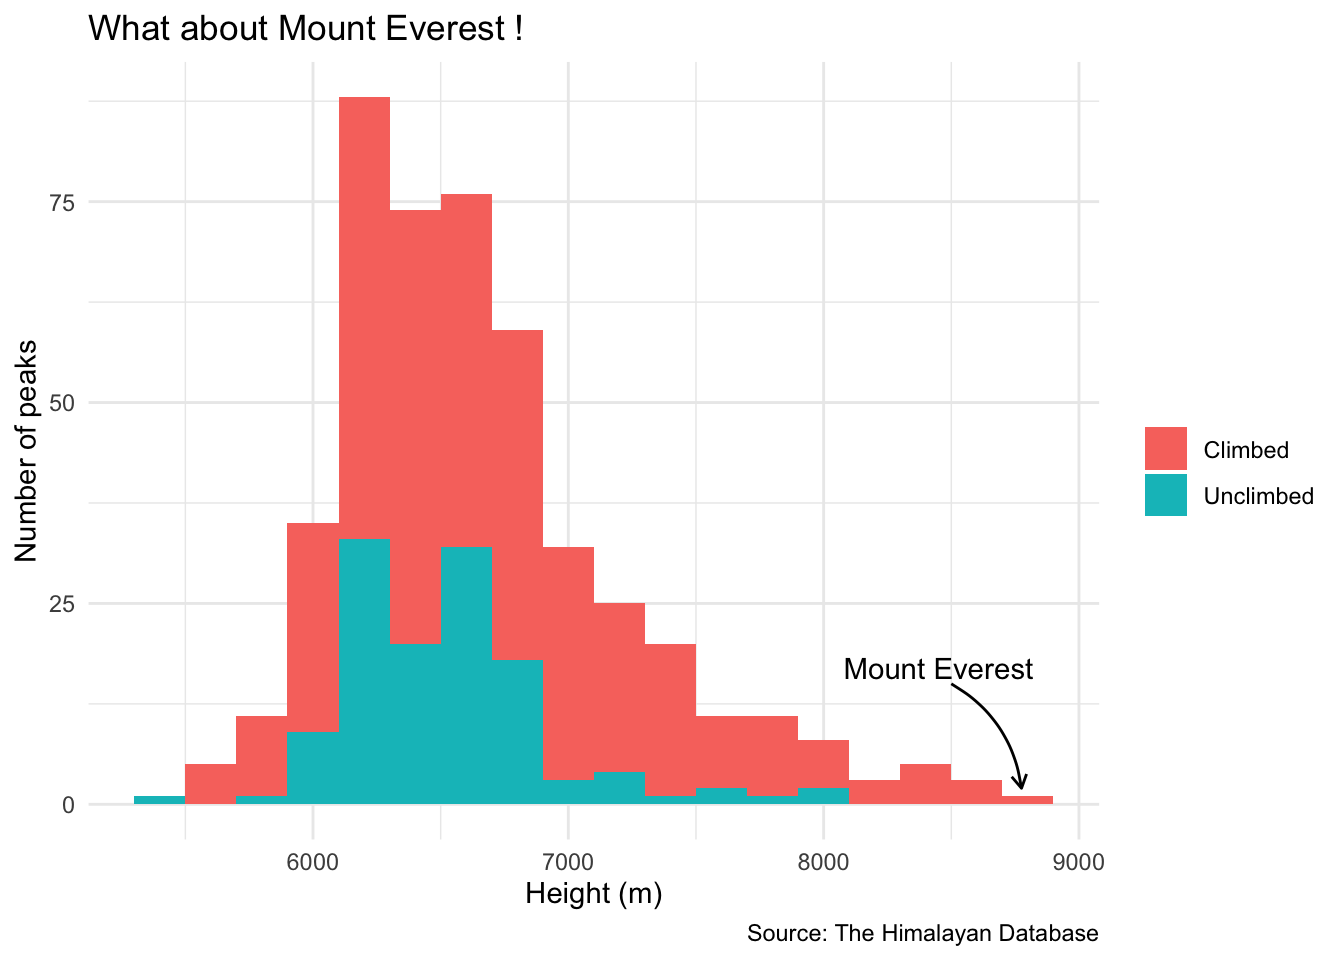 What about Mount Everest !
Number of peaks
75
50
25
0
Mount Everest
6000
7000
8000
9000
Height (m)
Climbed
Unclimbed
Source: The Himalayan Database